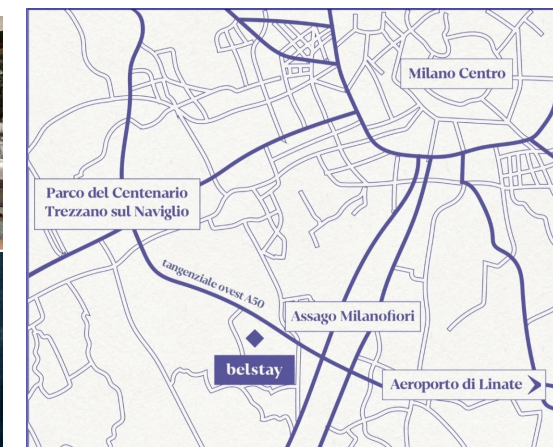 Milano Centro
Parco del Centenario
Trezzano sul Naviglio
tangenziale ovest A50
Assago Milanofiori
belstay
Aeroporto di Linate